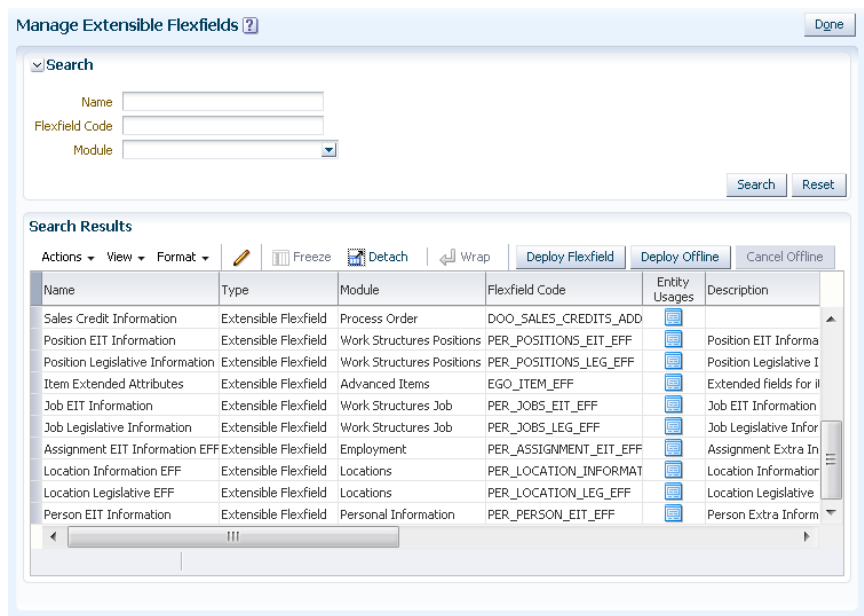 Manage Extensible Flexfields ?
Done
Search
Name
Flexfield Code
Module
Search Reset
Search Results
Actions View Format Freeze Detach Wrap Deploy Flexfield Deploy Offline Cancel Offline
Name Type Module Flexfield Code Entity Usages Description
Sales Credit Information Extensible Flexfield Process Order DOO_SALES_CREDITS_ADD
Position EIT Information Extensible Flexfield Work Structures Positions PER_POSITIONS_EIT_EFF Position EIT Informa
Position Legislative Information Extensible Flexfield Work Structures Positions PER_POSITIONS_LEG_EFF Position Legislative I
Item Extended Attributes Extensible Flexfield Advanced Items EGO_ITEM_EFF Extended fields for it
Job EIT Information Extensible Flexfield Work Structures Job PER_JOBS_EIT_EFF Job EIT Information
Job Legislative Information Extensible Flexfield Work Structures Job PER_JOBS_LEG_EFF Job Legislative Infor
Assignment EIT Information EFF Extensible Flexfield Employment PER_ASSIGNMENT_EIT_EFF Assignment Extra In
Location Information EFF Extensible Flexfield Locations PER_LOCATION_INFORMAT Location Information
Location Legislative EFF Extensible Flexfield Locations PER_LOCATION_LEG_EFF Location Legislative
Person EIT Information Extensible Flexfield Personal Information PER_PERSON_EIT_EFF Person Extra Inform